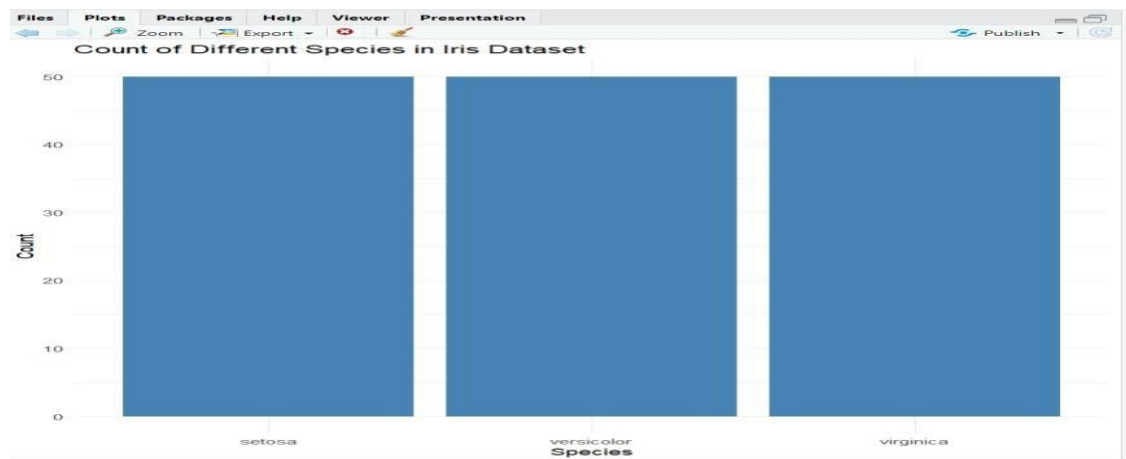 Files Plots Packages Help Viewer Presentation
Zoom Export Publish
Count of Different Species in Iris Dataset
50
40
30
20
10
0
Count
setosa versicolor virginica
Species